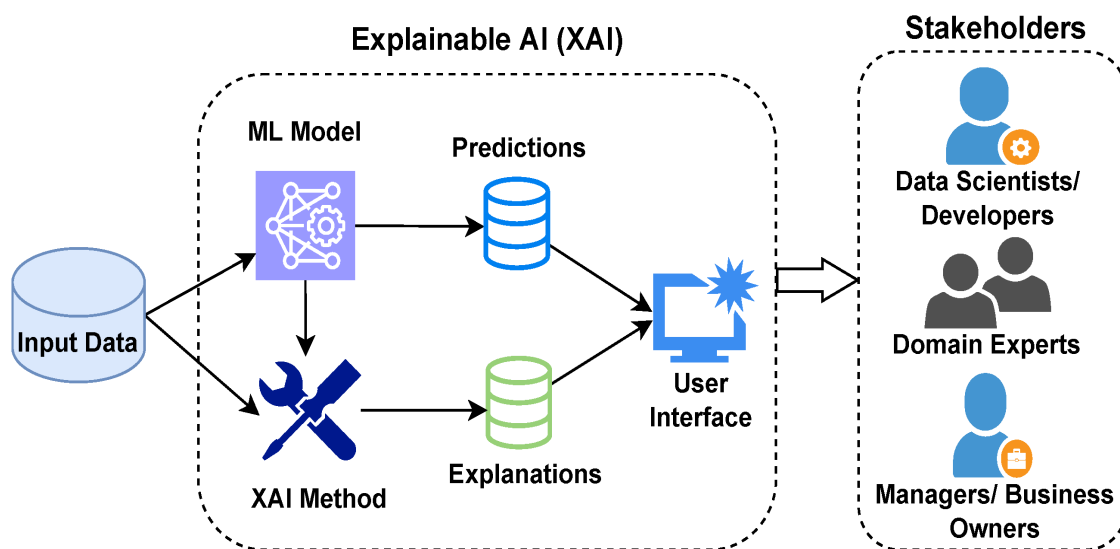 Explainable AI (XAI)
Stakeholders
ML Model
Predictions
Input Data
XAI Method
Explanations
User
Interface
Data Scientists/
Developers
Domain Experts
Managers/ Business
Owners